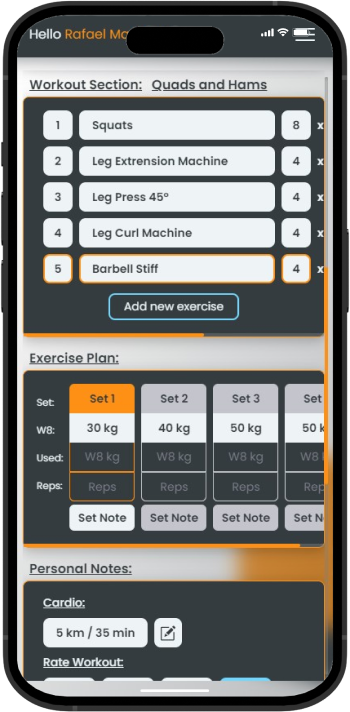 Hello Rafael
Workout Section: Quads and Hams
1 Squats 8 x
2 Leg Extrension Machine 4 x
3 Leg Press 45° 4 x
4 Leg Curl Machine 4 x
5 Barbell Stiff 4 x
Add new exercise
Exercise Plan:
Set: Set 1 Set 2 Set 3 Set
W8: 30 kg 40 kg 50 kg 50
Used: W8 kg W8 kg W8 kg W8
Reps: Reps Reps Reps
Set Note Set Note Set Note Set
Personal Notes:
Cardio:
5 km / 35 min
Rate Workout: